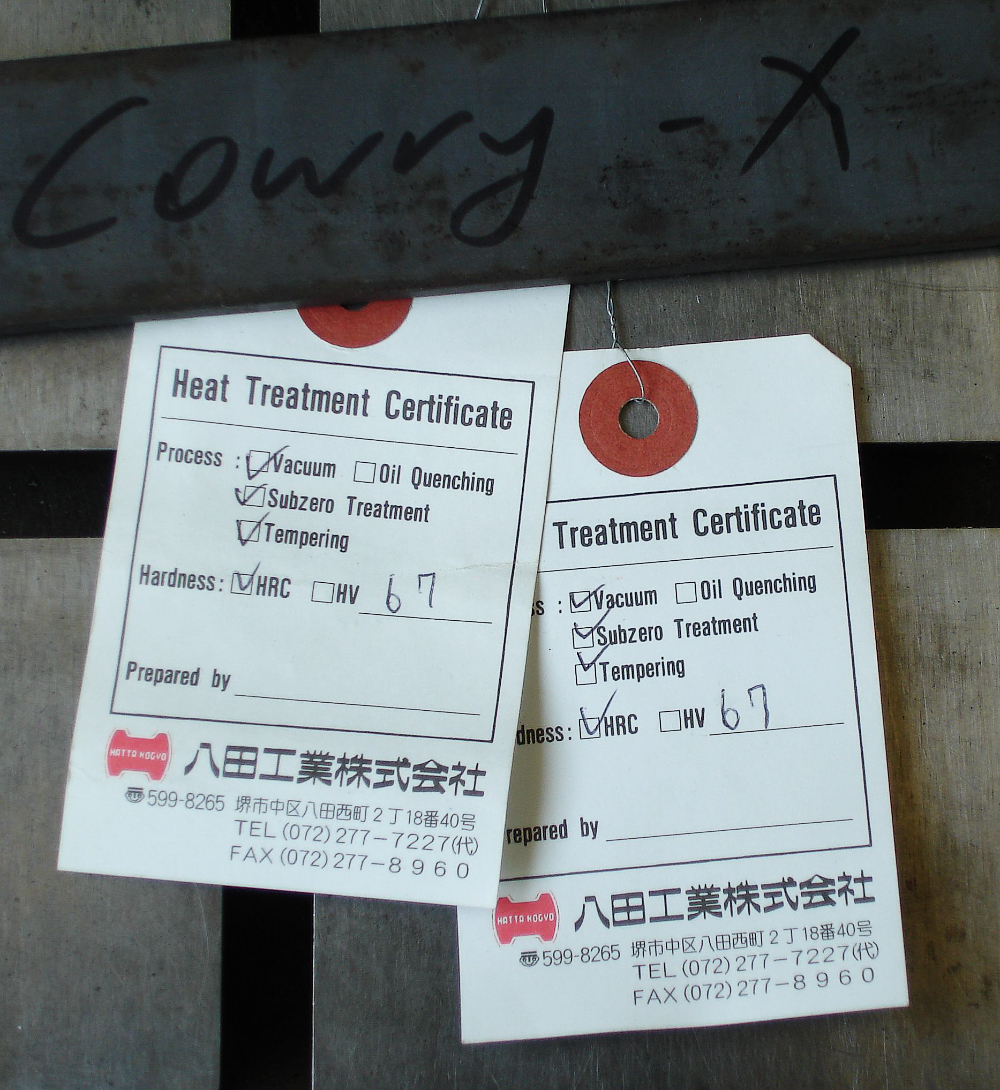 Cowry-X
Heat Treatment Certificate
Process : Vacuum Oil Quenching
Subzero Treatment
Tempering
Hardness: HRC HV 67
Prepared by
HATTA KOGYO 八田工業株式会社
〠599-8265 堺市中区八田西町2丁18番40号
TEL (072) 277-7227(代)
FAX (072) 277-8960
Treatment Certificate
ss : Vacuum Oil Quenching
Subzero Treatment
Tempering
dness: HRC HV 67
repared by
HATTA KOGYO 八田工業株式会社
〠599-8265 堺市中区八田西町2丁18番40号
TEL (072) 277-7227(代)
FAX (072) 277-8960